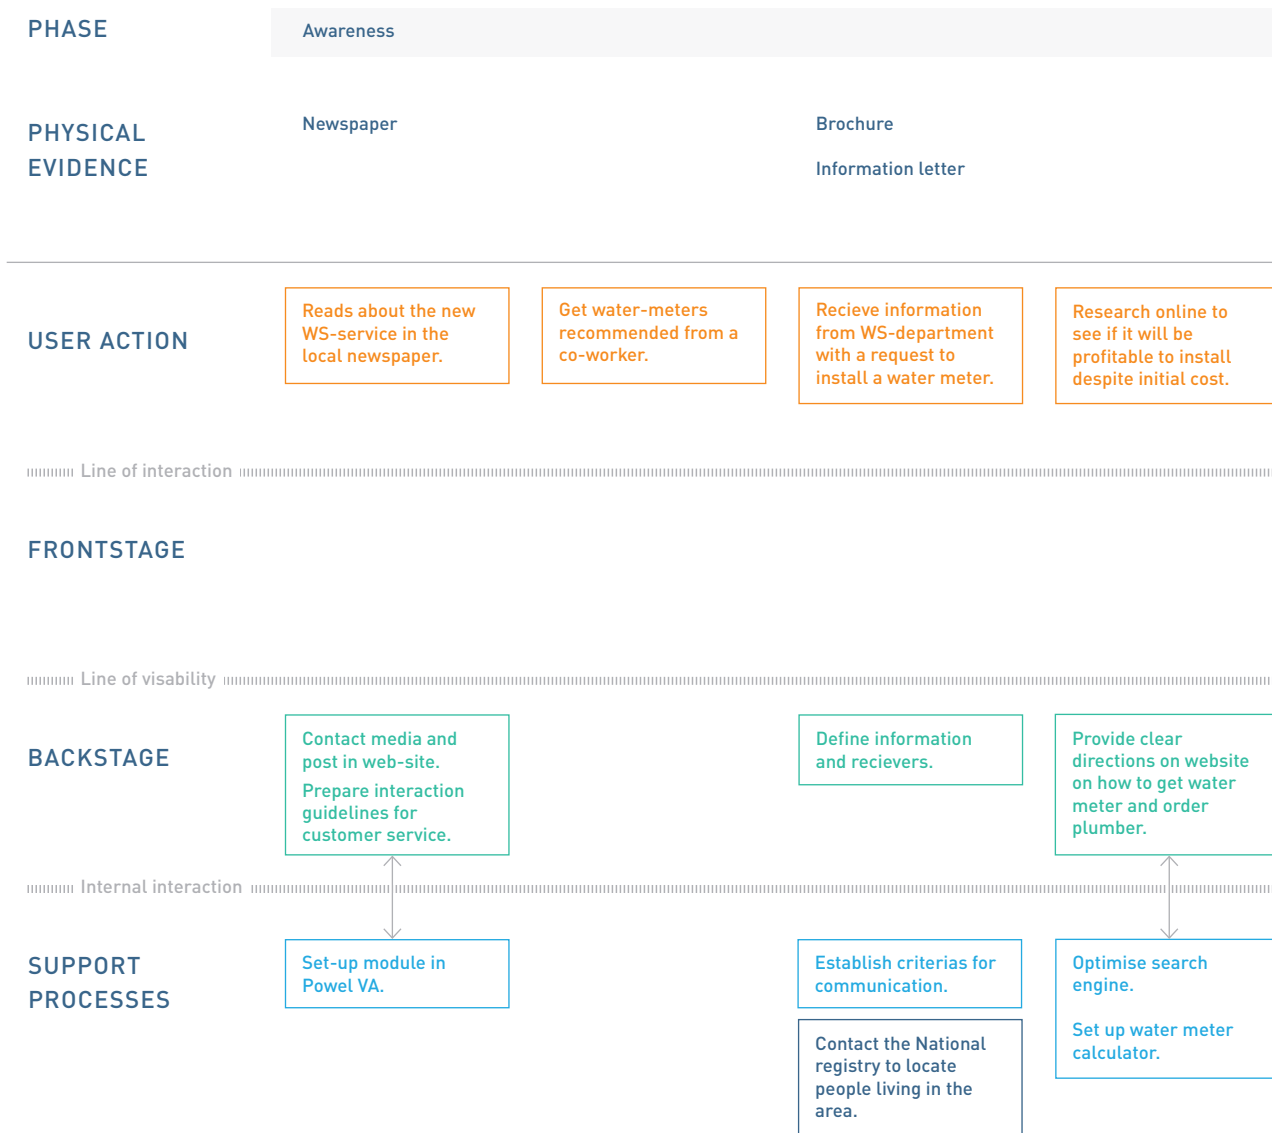 PHASE
Awareness
PHYSICAL
EVIDENCE
Newspaper
Brochure
Information letter
USER ACTION
Reads about the new
WS-service in the
local newspaper.
Get water-meters
recommended from a
co-worker.
Recieve information
from WS-department
with a request to
install a water meter.
Research online to
see if it will be
profitable to install
despite initial cost.
Line of interaction
FRONTSTAGE
Line of visability
BACKSTAGE
Contact media and
post in web-site.
Prepare interaction
guidelines for
customer service.
Define information
and recievers.
Provide clear
directions on website
on how to get water
meter and order
plumber.
Internal interaction
SUPPORT
PROCESSES
Set-up module in
Powel VA.
Establish criterias for
communication.
Contact the National
registry to locate
people living in the
area.
Optimise search
engine.
Set up water meter
calculator.